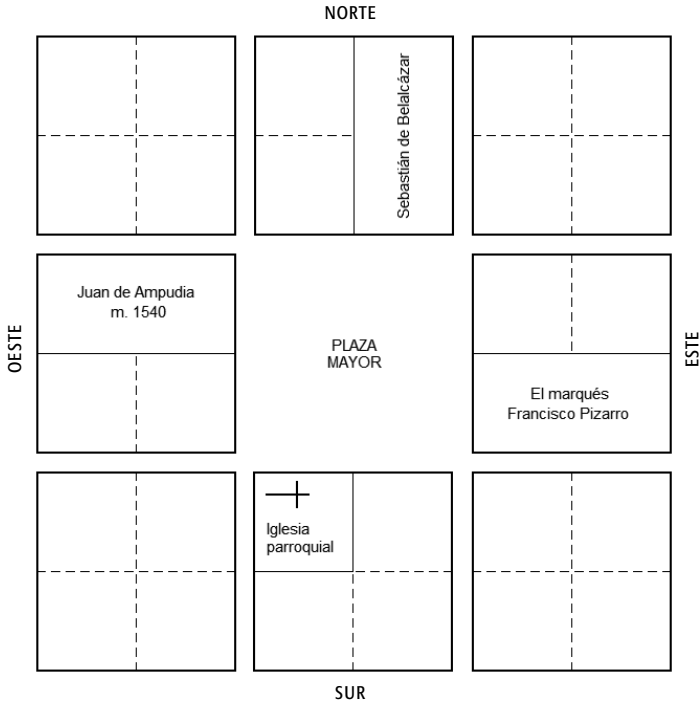 NORTE
Sebastián de Belalcázar
Juan de Ampudia
m. 1540
OESTE
PLAZA
MAYOR
ESTE
El marqués
Francisco Pizarro
Iglesia
parroquial
SUR